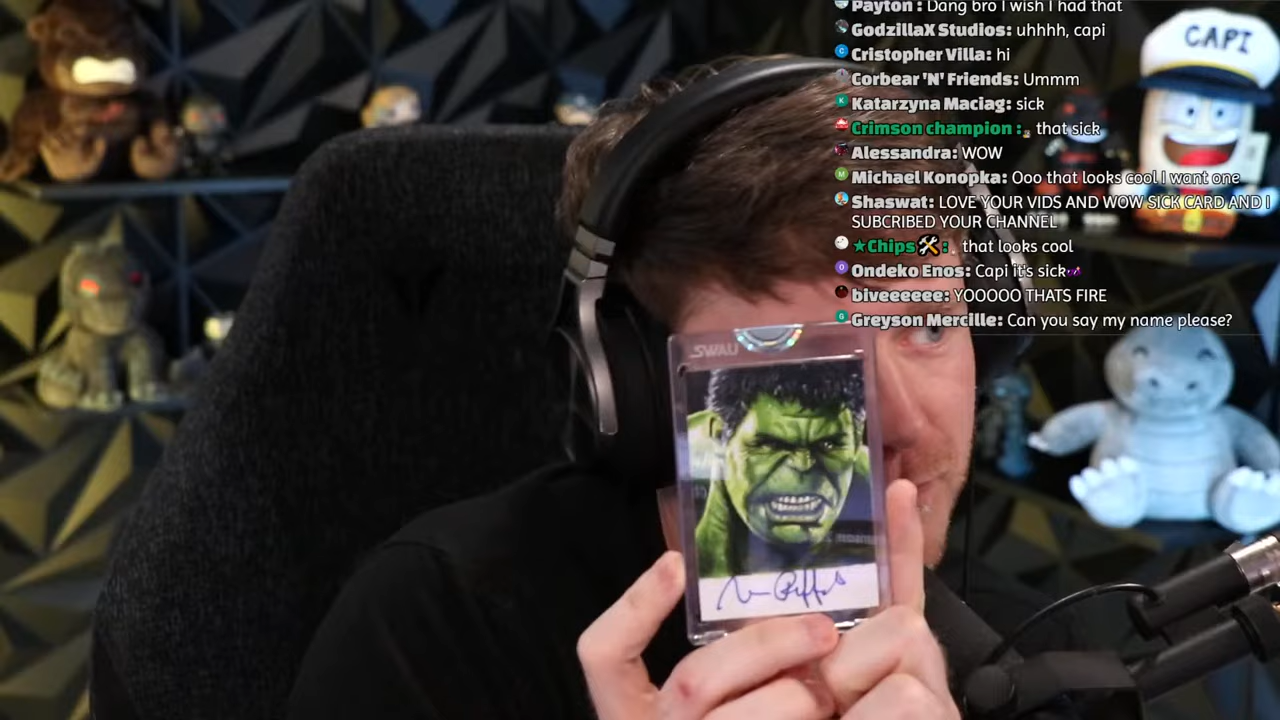 Payton : Dang bro I wish I had that
GodzillaX Studios: uhhhh, capi
Cristopher Villa: hi
Corbear 'N' Friends: Ummm
Katarzyna Maciag: sick
Crimson champion : that sick
Alessandra: WOW
Michael Konopka: Ooo that looks cool I want one
Shaswat: LOVE YOUR VIDS AND WOW SICK CARD AND I
SUBCRIBED YOUR CHANNEL
★Chips🛠: that looks cool
Ondeko Enos: Capi it's sick
biveeeeee: YOOOOO THATS FIRE
Greyson Mercille: Can you say my name please?
CAPI
SWAU